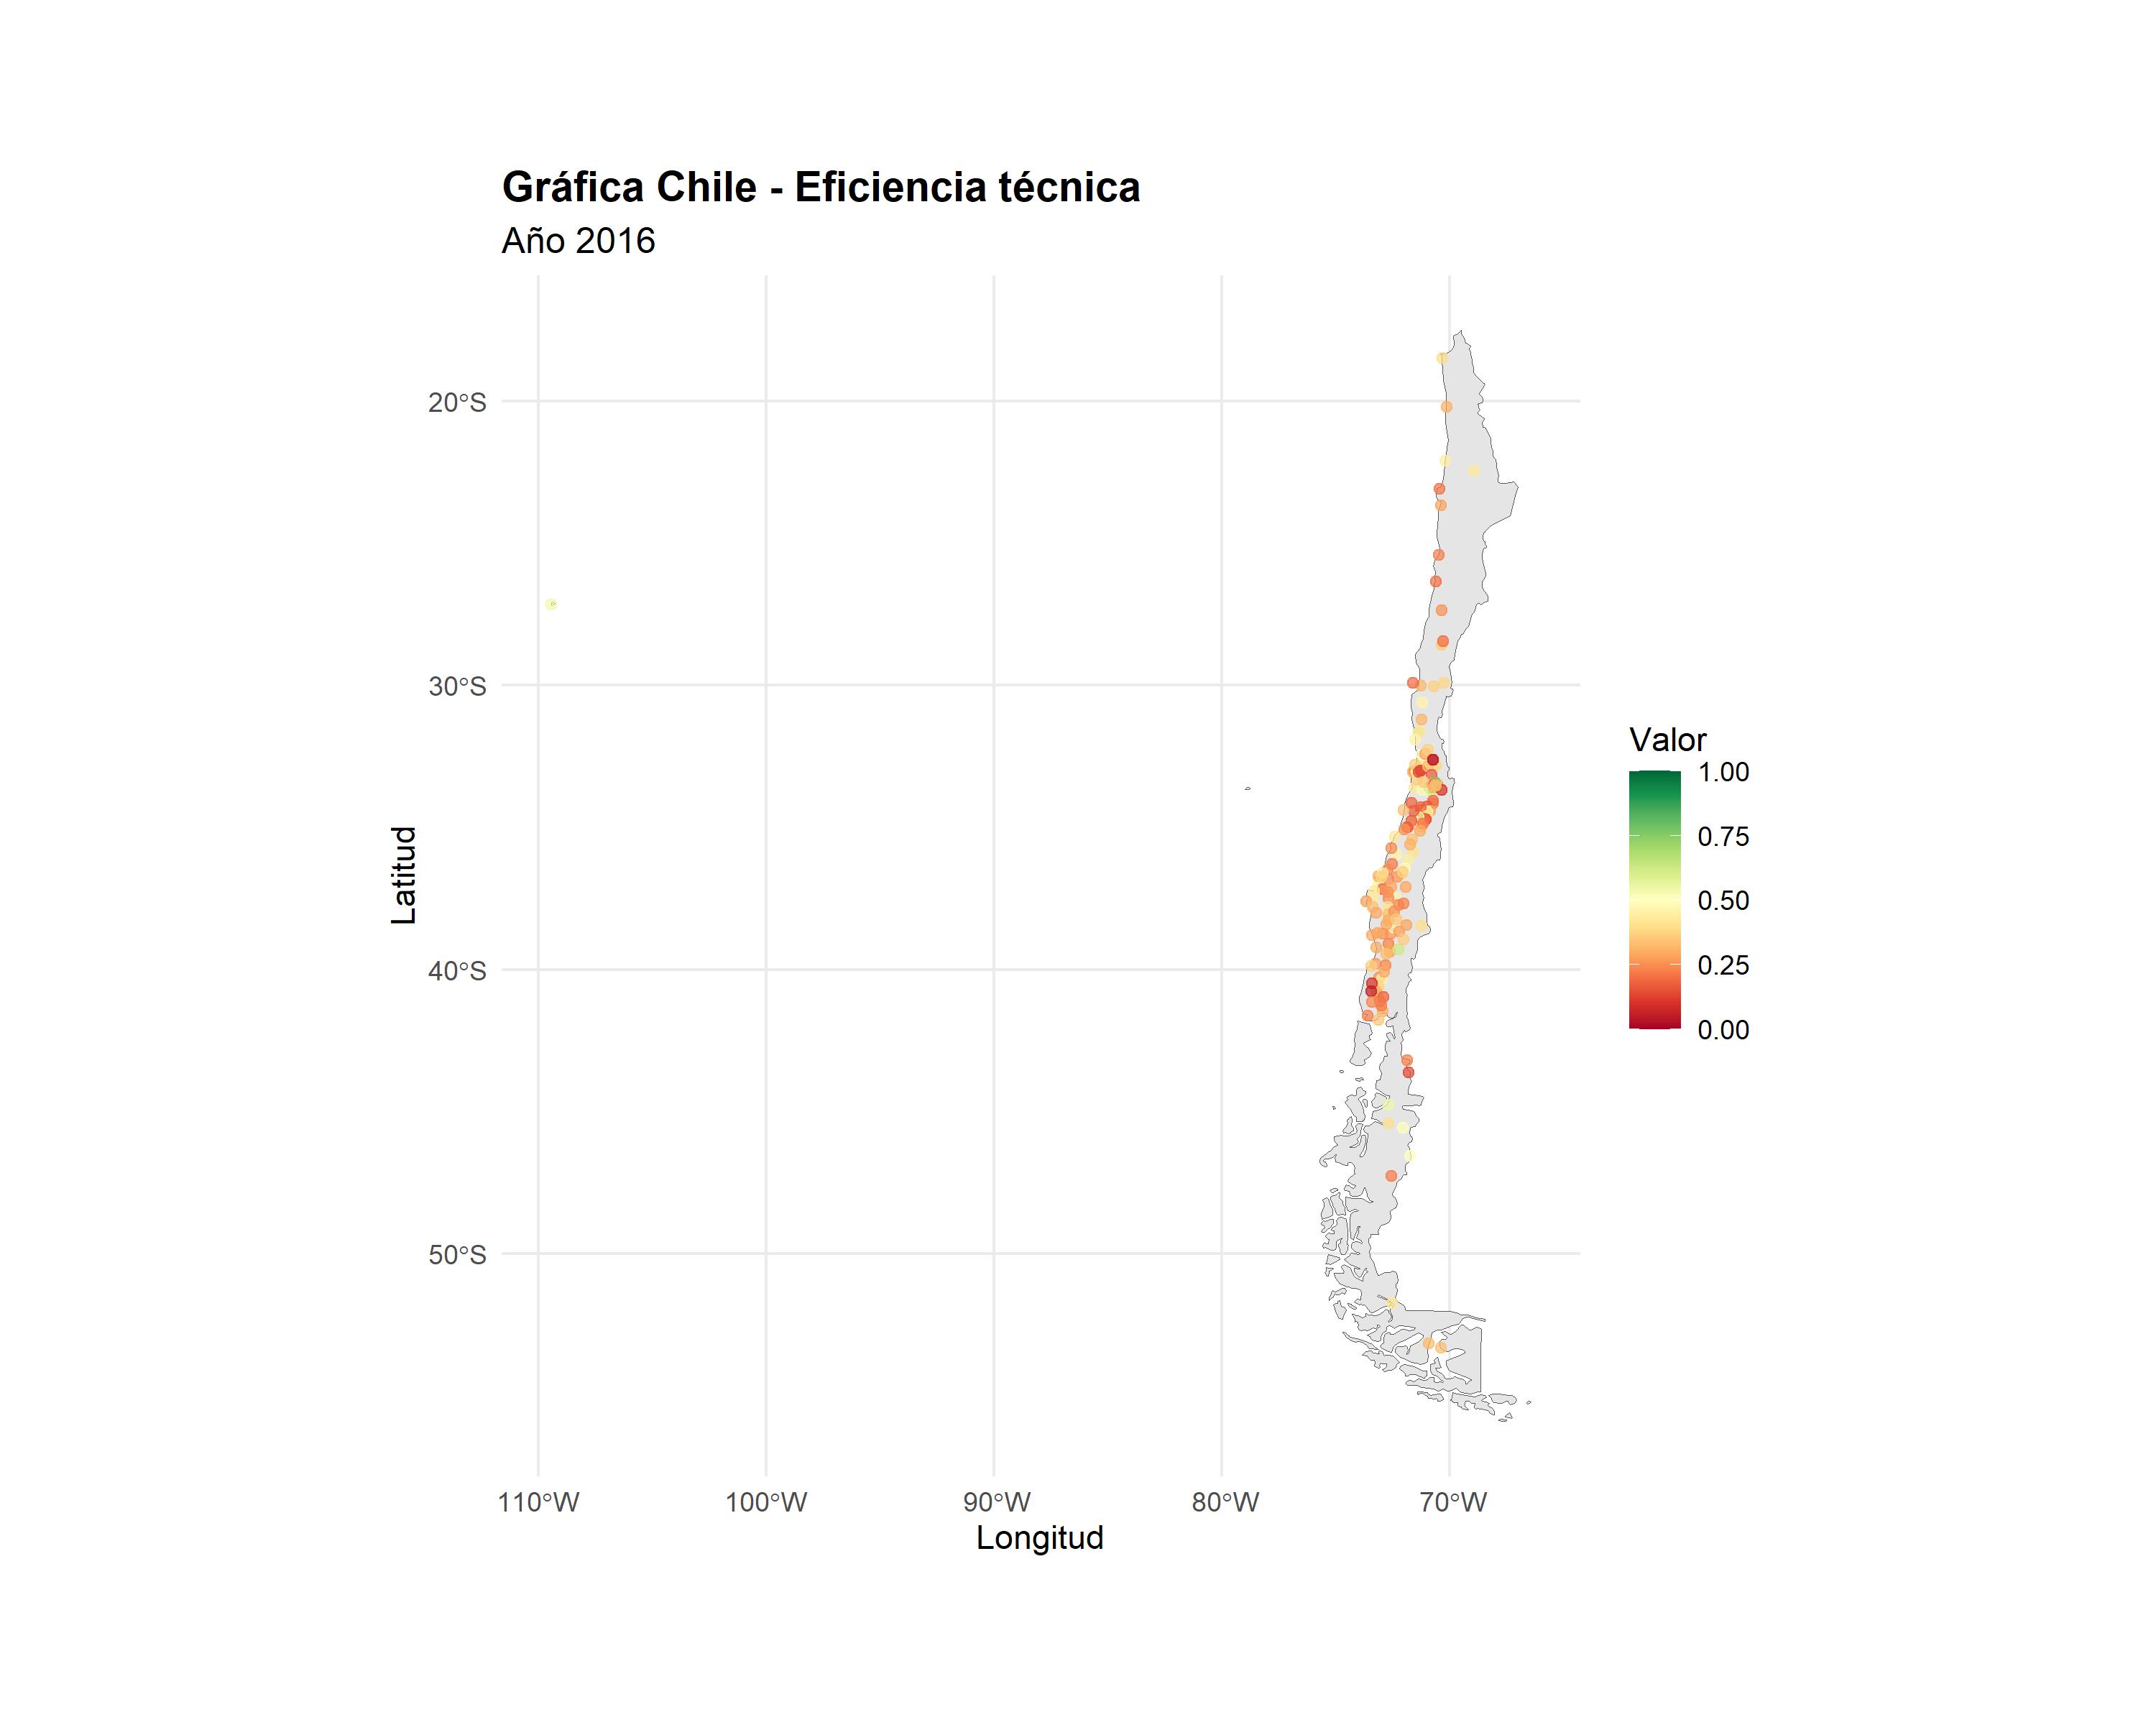 Gráfica Chile - Eficiencia técnica
Año 2016
20°S
30°S
40°S
50°S
Latitud
110°W
100°W
90°W
80°W
70°W
Longitud
Valor
1.00
0.75
0.50
0.25
0.00